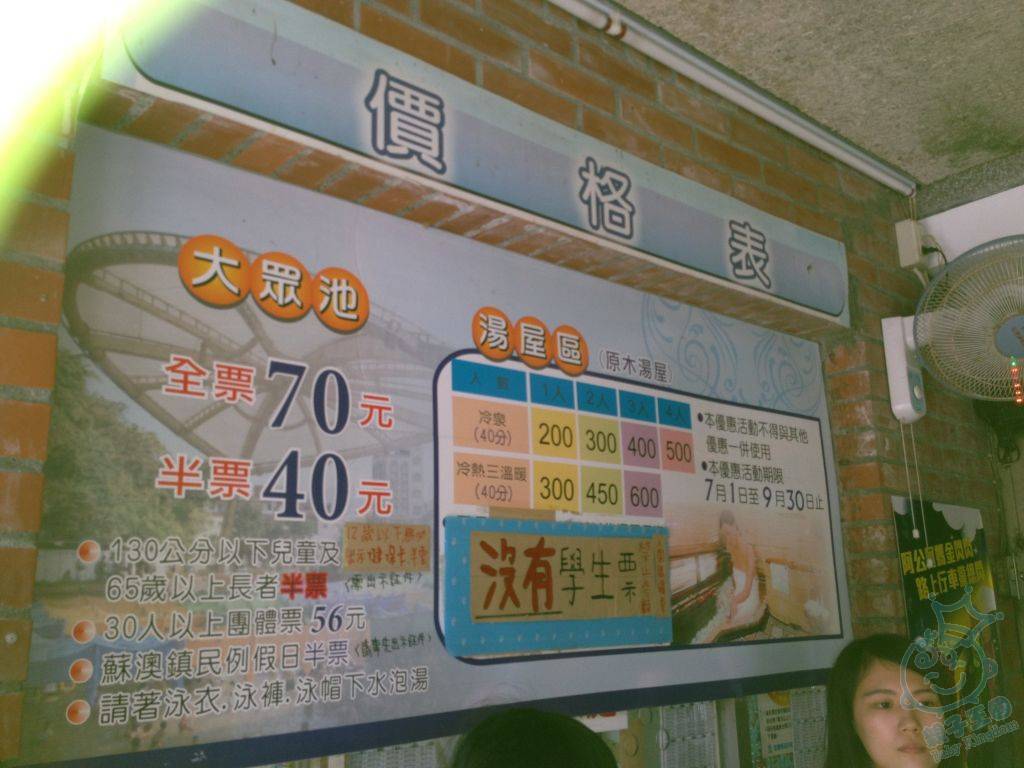 價格表
大眾池
全票70元
半票40元
130公分以下兒童及
65歲以上長者半票
30人以上團體票56元
蘇澳鎮民例假日半票
請著泳衣.泳褲.泳帽下水泡湯
湯屋區 (原木湯屋)
人數 1人 2人 3人 4人
冷泉(40分) 200 300 400 500
冷熱三溫暖(40分) 300 450 600
●本優惠活動不得與其他
優惠一併使用
●本優惠活動期限
7月1日至9月30日止
沒有學生票